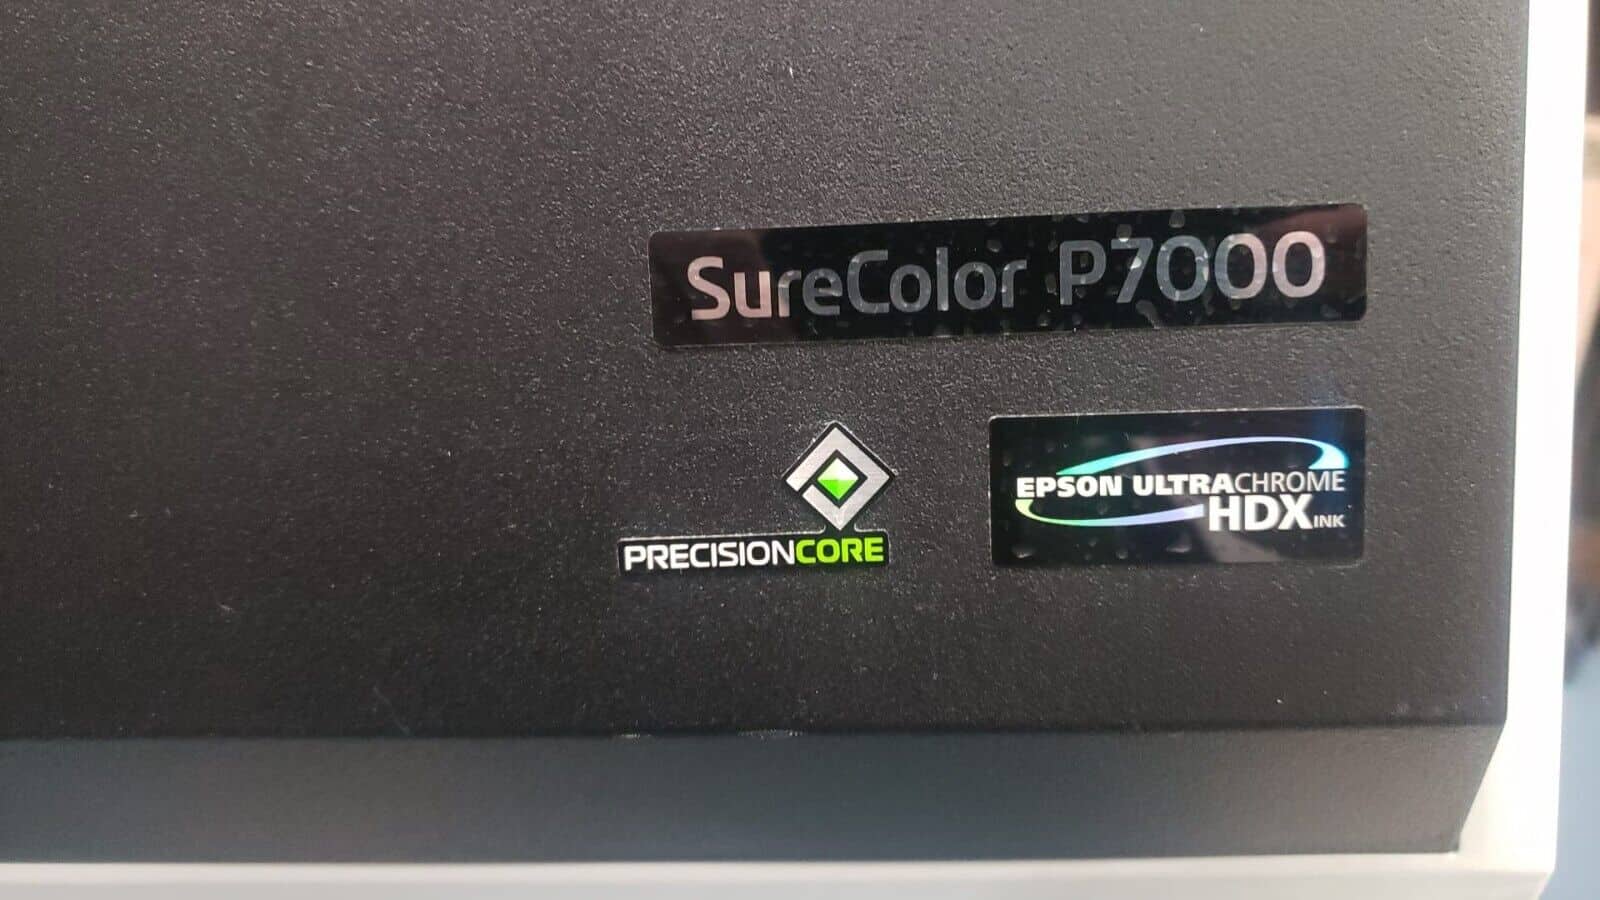 SureColor P7000
PRECISIONCORE
EPSON ULTRACHROME
HDX INK